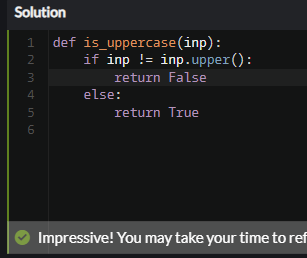 Solution
1 def is_uppercase(inp):
2     if inp != inp.upper():
3         return False
4     else:
5         return True
6
Impressive! You may take your time to ref